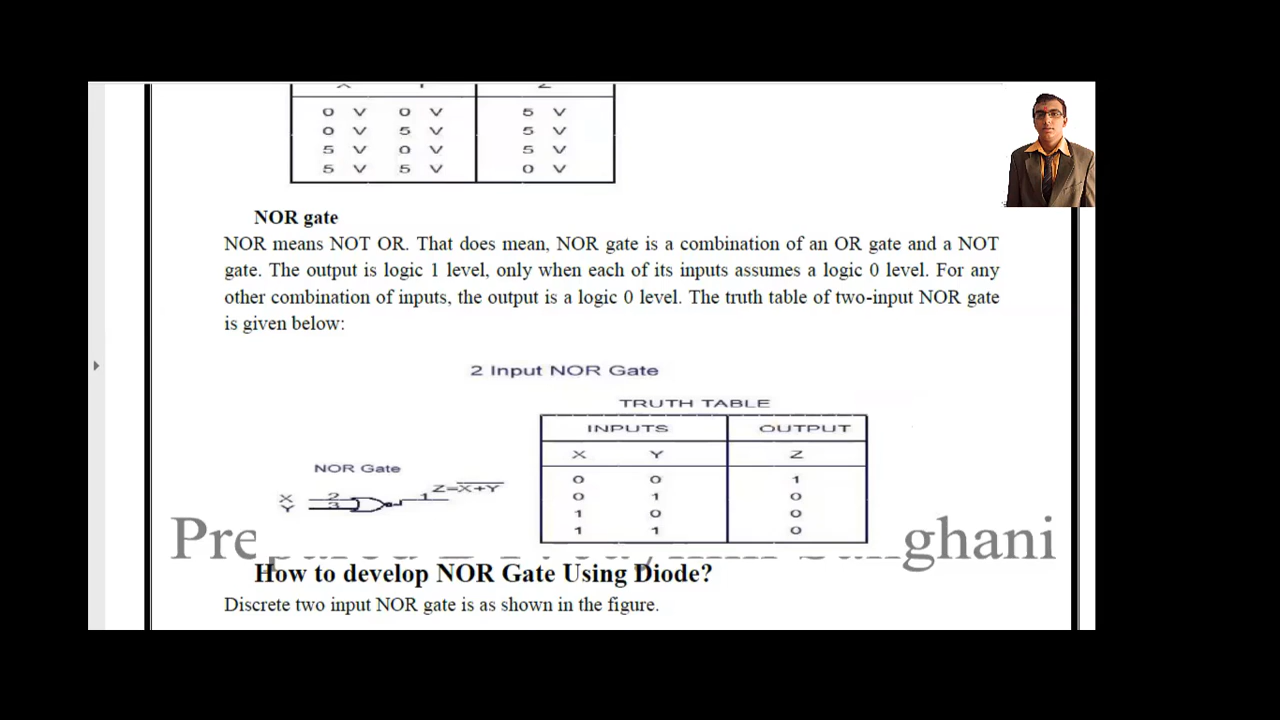 0 V 0 V 5 V
0 V 5 V 5 V
5 V 0 V 5 V
5 V 5 V 0 V
NOR gate
NOR means NOT OR. That does mean, NOR gate is a combination of an OR gate and a NOT
gate. The output is logic 1 level, only when each of its inputs assumes a logic 0 level. For any
other combination of inputs, the output is a logic 0 level. The truth table of two-input NOR gate
is given below:
2 Input NOR Gate
TRUTH TABLE
INPUTS OUTPUT
X Y Z
0 0 1
0 1 0
1 0 0
1 1 0
NOR Gate
X 2 1 Z=X+Y
Y 3
Pre ghani
How to develop NOR Gate Using Diode?
Discrete two input NOR gate is as shown in the figure.